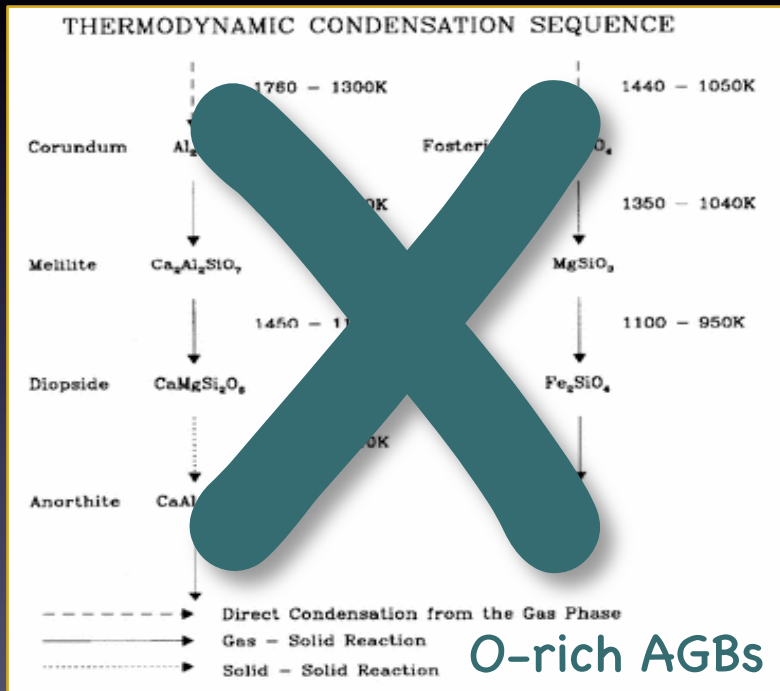 THERMODYNAMIC CONDENSATION SEQUENCE
1760 – 1300K 1440 – 1050K
Corundum
1350 – 1040K
Melilite Ca₂Al₂SiO₇ MgSiO₃
1100 – 950K
Diopside CaMgSi₂O₆ Fe₂SiO₄
Anorthite
Direct Condensation from the Gas Phase
Gas – Solid Reaction
Solid – Solid Reaction
O-rich AGBs